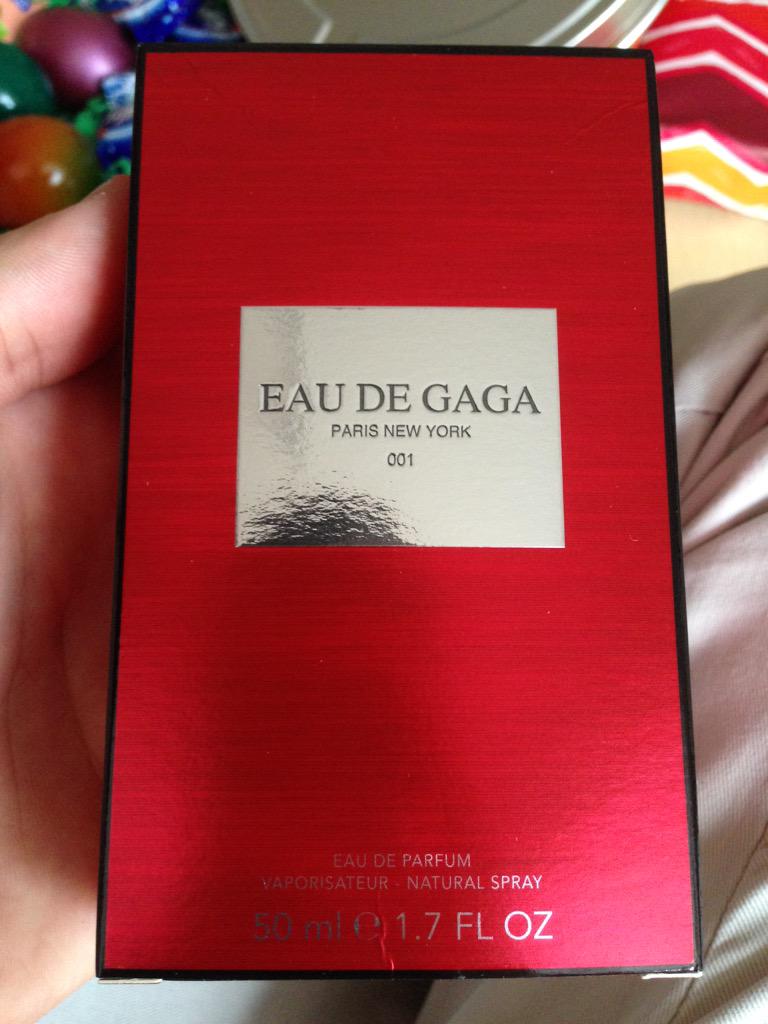 EAU DE GAGA
PARIS NEW YORK
001
EAU DE PARFUM
VAPORISATEUR - NATURAL SPRAY
50 ml ℮ 1.7 FL OZ